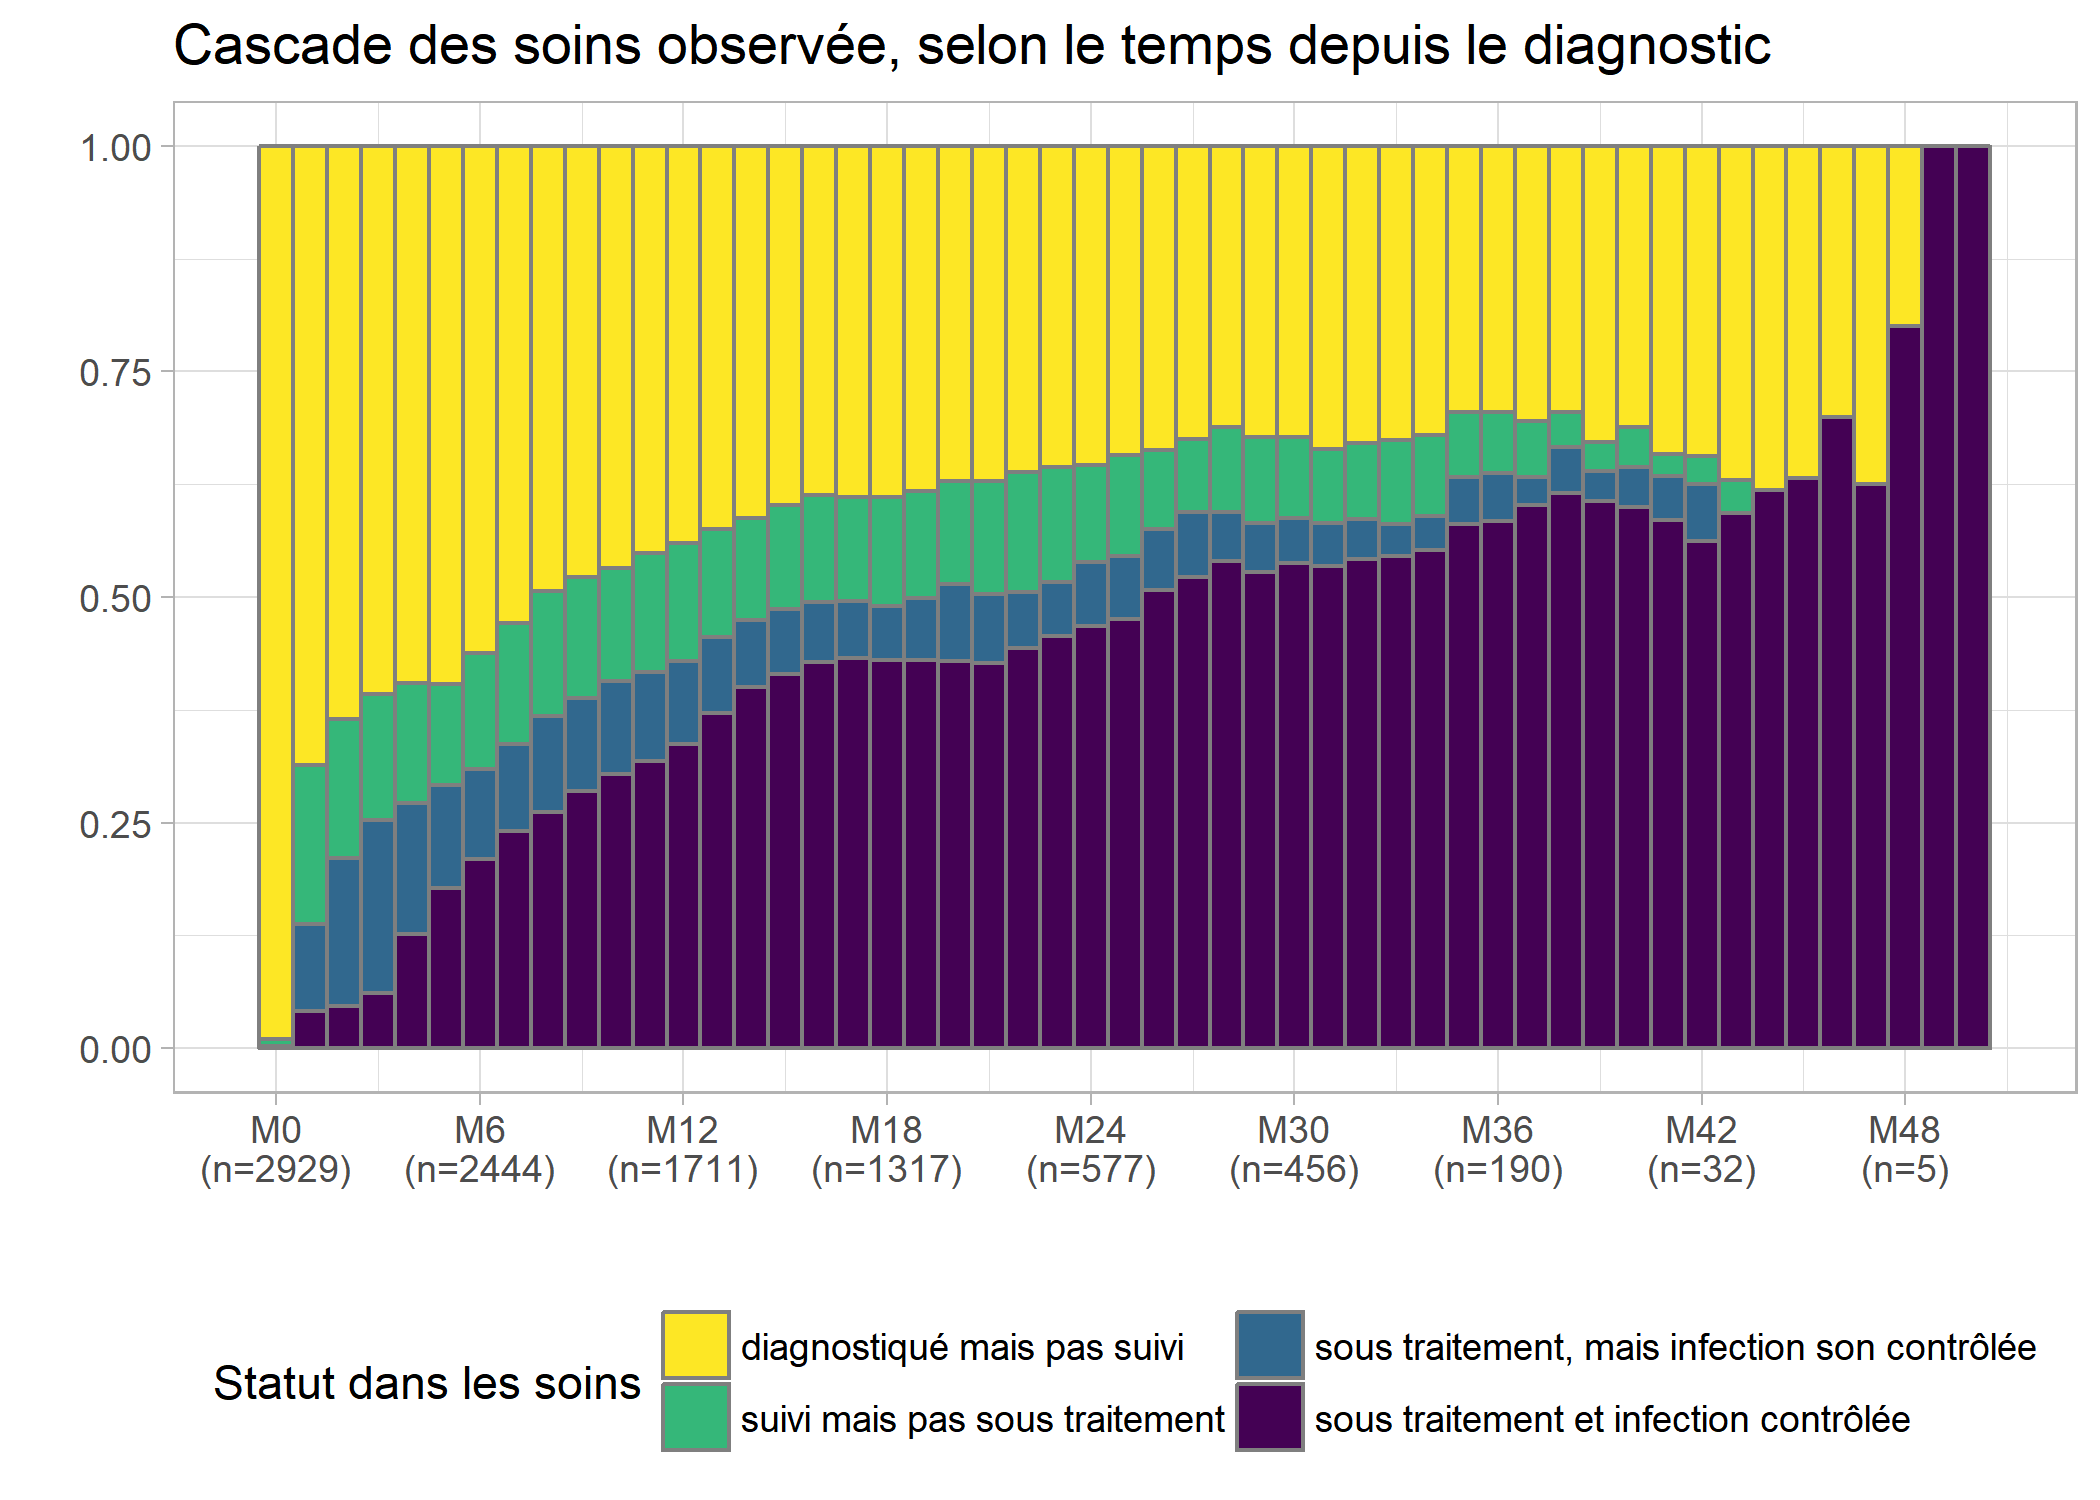 Cascade des soins observée, selon le temps depuis le diagnostic
1.00
0.75
0.50
0.25
0.00
M0 M6 M12 M18 M24 M30 M36 M42 M48
(n=2929) (n=2444) (n=1711) (n=1317) (n=577) (n=456) (n=190) (n=32) (n=5)
Statut dans les soins
diagnostiqué mais pas suivi
suivi mais pas sous traitement
sous traitement, mais infection son contrôlée
sous traitement et infection contrôlée